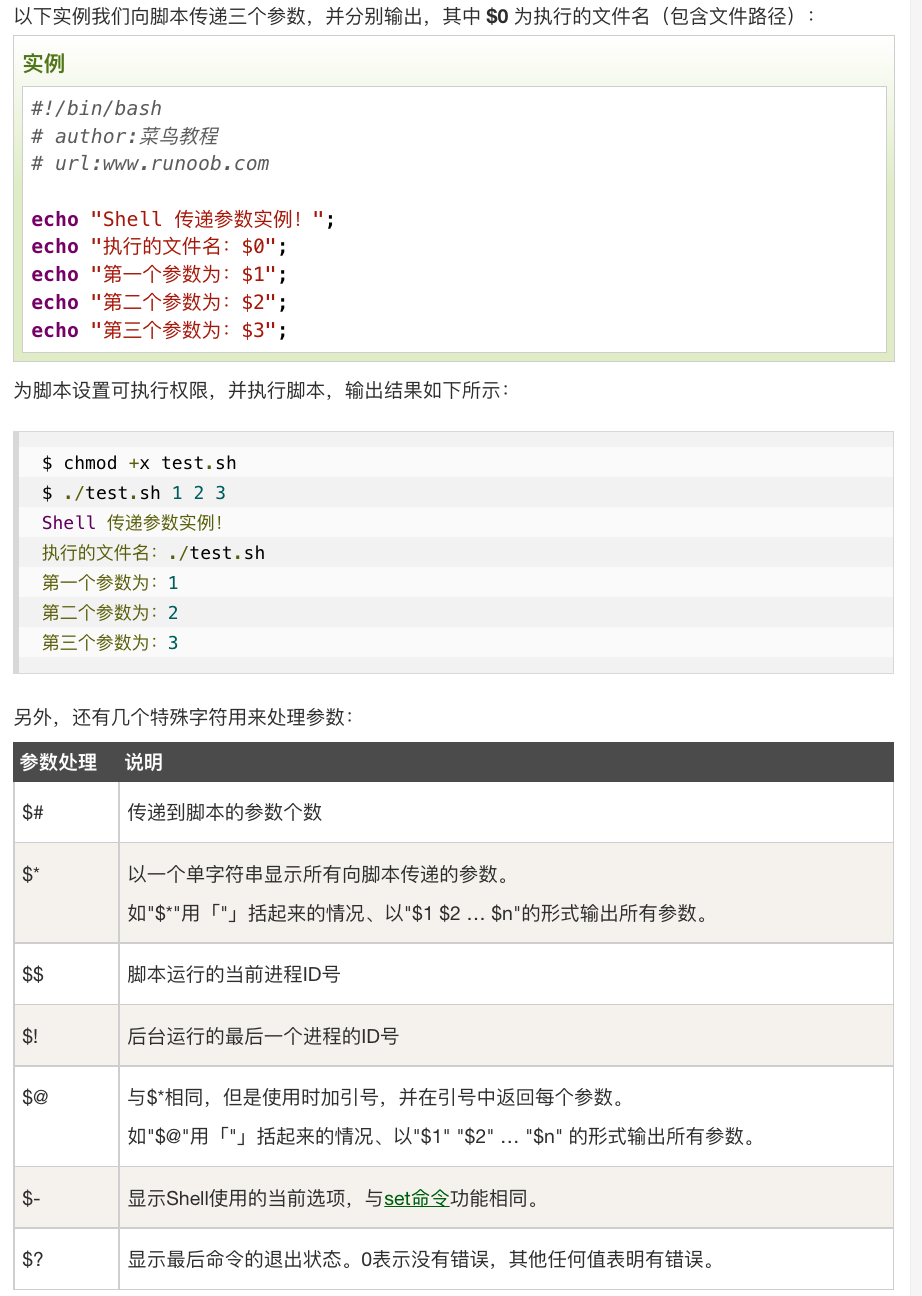 以下实例我们向脚本传递三个参数，并分别输出，其中 $0 为执行的文件名（包含文件路径）：
实例
#!/bin/bash
# author:菜鸟教程
# url:www.runoob.com
echo "Shell 传递参数实例！";
echo "执行的文件名：$0";
echo "第一个参数为：$1";
echo "第二个参数为：$2";
echo "第三个参数为：$3";
为脚本设置可执行权限，并执行脚本，输出结果如下所示：
$ chmod +x test.sh
$ ./test.sh 1 2 3
Shell 传递参数实例！
执行的文件名：./test.sh
第一个参数为：1
第二个参数为：2
第三个参数为：3
另外，还有几个特殊字符用来处理参数：
参数处理 说明
$# 传递到脚本的参数个数
$* 以一个单字符串显示所有向脚本传递的参数。
如"$*"用「"」括起来的情况、以"$1 $2 … $n"的形式输出所有参数。
$$ 脚本运行的当前进程ID号
$! 后台运行的最后一个进程的ID号
$@ 与$*相同，但是使用时加引号，并在引号中返回每个参数。
如"$@"用「"」括起来的情况、以"$1" "$2" … "$n" 的形式输出所有参数。
$- 显示Shell使用的当前选项，与set命令功能相同。
$? 显示最后命令的退出状态。0表示没有错误，其他任何值表明有错误。